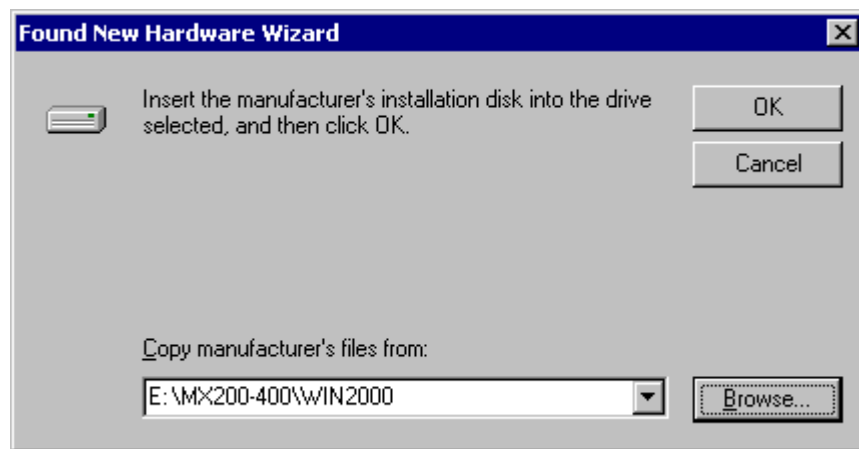 Found New Hardware Wizard
Insert the manufacturer's installation disk into the drive
selected, and then click OK.
OK
Cancel
Copy manufacturer's files from:
E:\MX200-400\WIN2000
Browse...